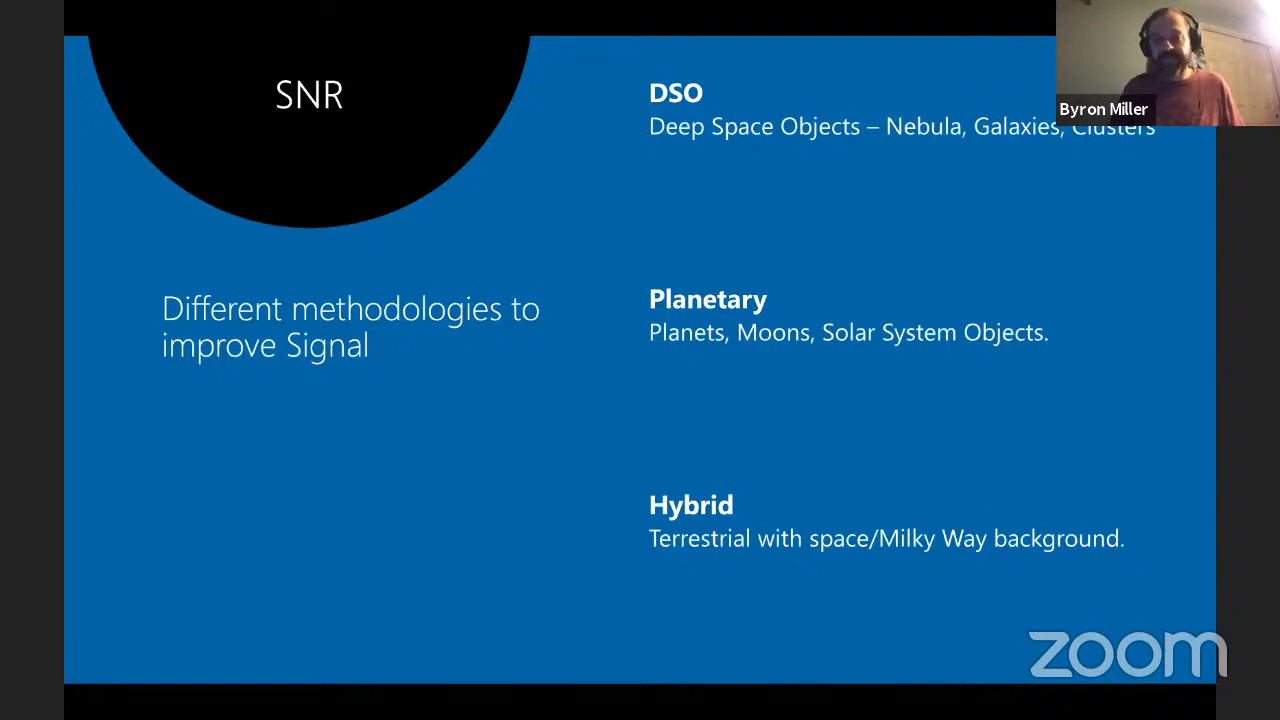 SNR
Different methodologies to
improve Signal
DSO
Deep Space Objects – Nebula, Galaxies, Clusters
Planetary
Planets, Moons, Solar System Objects.
Hybrid
Terrestrial with space/Milky Way background.
Byron Miller
zoom